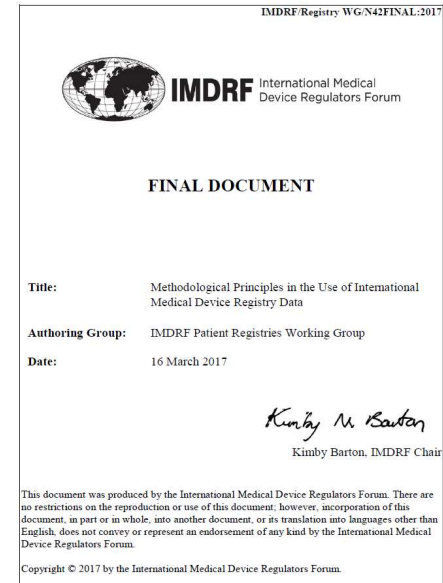 IMDRF/Registry WG/N42FINAL:2017
IMDRF International Medical
Device Regulators Forum
FINAL DOCUMENT
Title: Methodological Principles in the Use of International
Medical Device Registry Data
Authoring Group: IMDRF Patient Registries Working Group
Date: 16 March 2017
Kimby M Barton
Kimby Barton, IMDRF Chair
This document was produced by the International Medical Device Regulators Forum. There are
no restrictions on the reproduction or use of this document; however, incorporation of this
document, in part or in whole, into another document, or its translation into languages other than
English, does not convey or represent an endorsement of any kind by the International Medical
Device Regulators Forum.
Copyright © 2017 by the International Medical Device Regulators Forum.